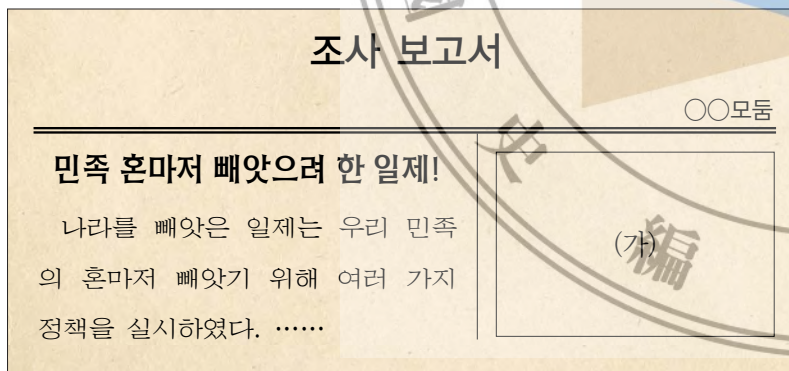 조사 보고서
○○모둠
민족 혼마저 빼앗으려 한 일제!
나라를 빼앗은 일제는 우리 민족
의 혼마저 빼앗기 위해 여러 가지
정책을 실시하였다. ……
(가)
史
編